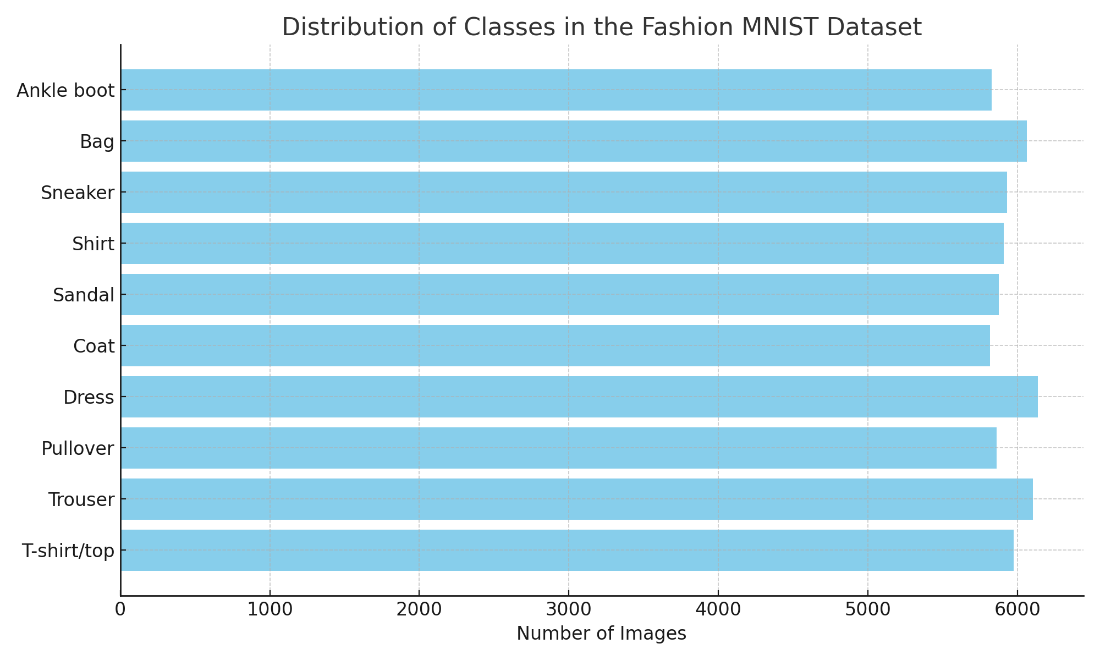 Distribution of Classes in the Fashion MNIST Dataset
Ankle boot
Bag
Sneaker
Shirt
Sandal
Coat
Dress
Pullover
Trouser
T-shirt/top
0 1000 2000 3000 4000 5000 6000
Number of Images